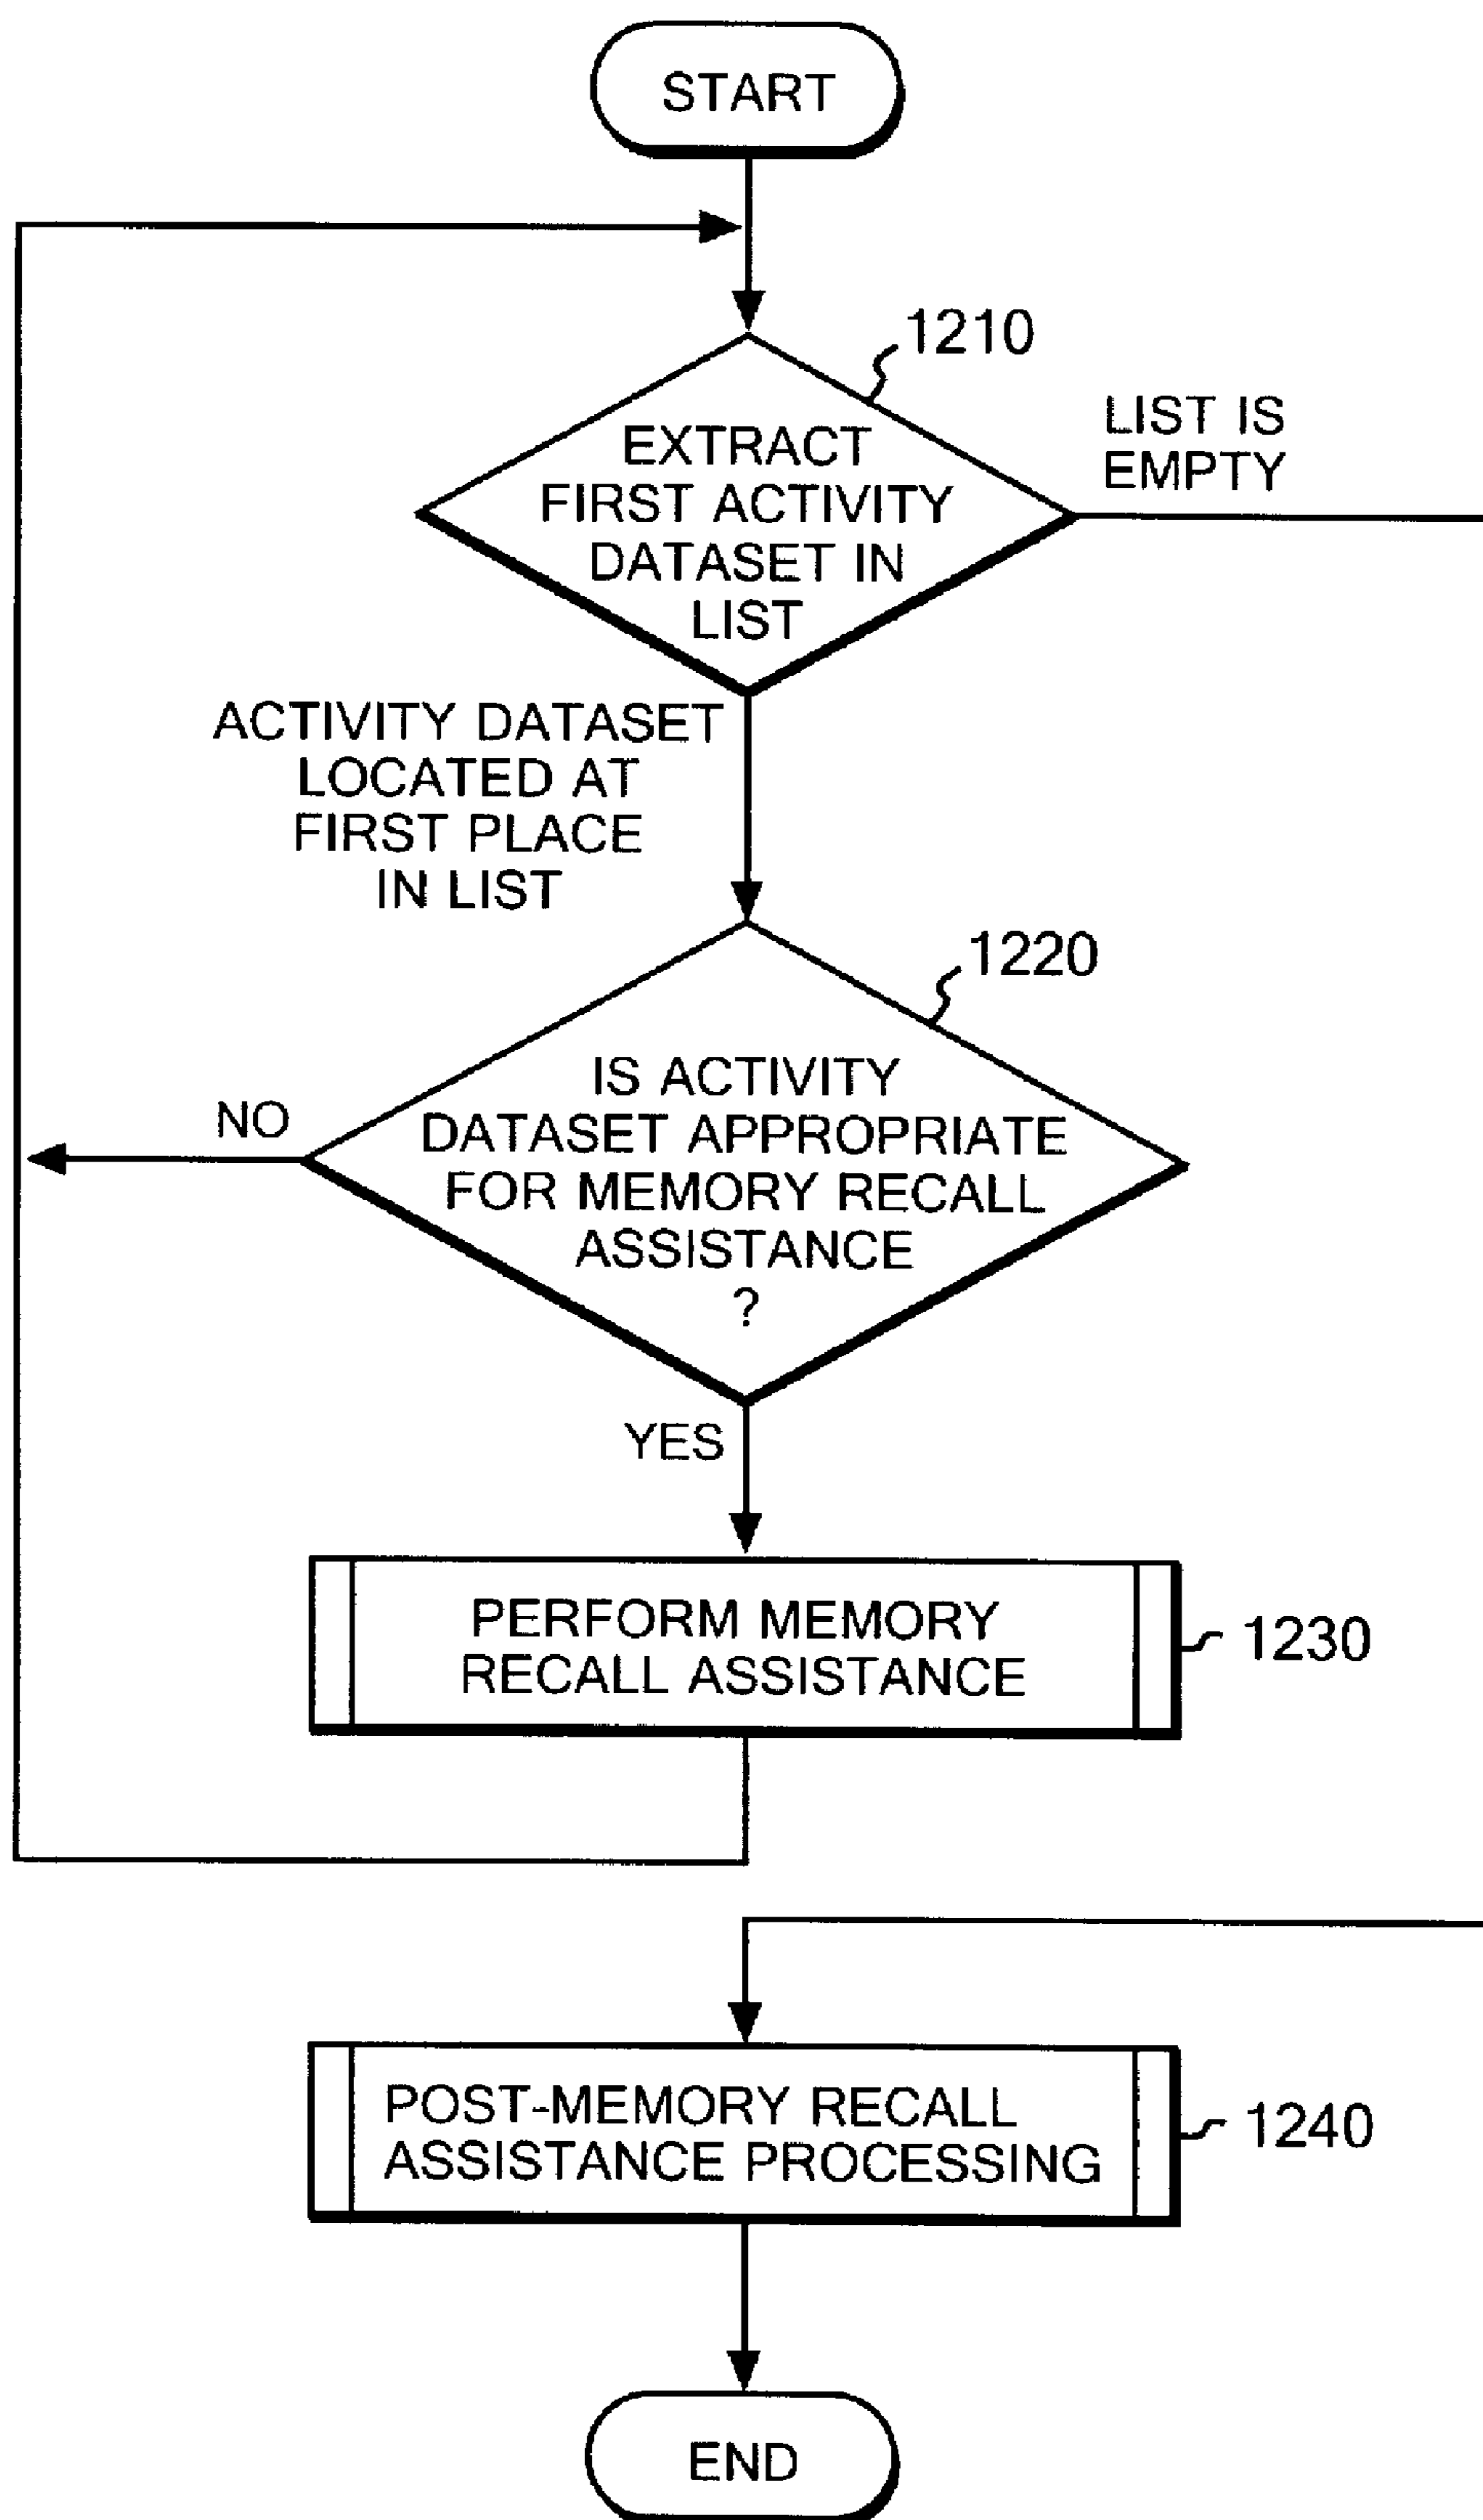 START
1210
LIST IS
EMPTY
EXTRACT
FIRST ACTIVITY
DATASET IN
LIST
ACTIVITY DATASET
LOCATED AT
FIRST PLACE
IN LIST
1220
IS ACTIVITY
DATASET APPROPRIATE
FOR MEMORY RECALL
ASSISTANCE
?
NO
YES
PERFORM MEMORY
RECALL ASSISTANCE
1230
POST-MEMORY RECALL
ASSISTANCE PROCESSING
1240
END